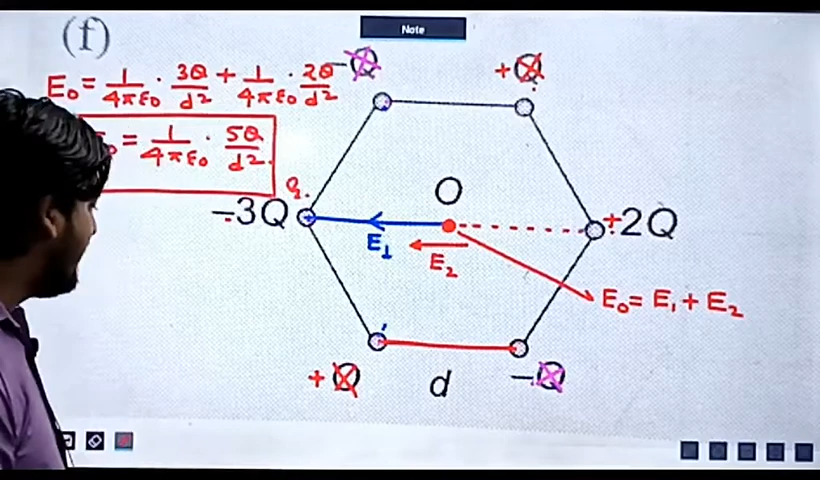 Note
(f)
E₀ = 1/4πε₀ · 3Q/d² + 1/4πε₀ · 2Q/d²
-Q
+Q
₀ = 1/4πε₀ · 5Q/d²
-3Q
O
+2Q
E₁
E₂
E₀ = E₁ + E₂
+Q
d
-Q